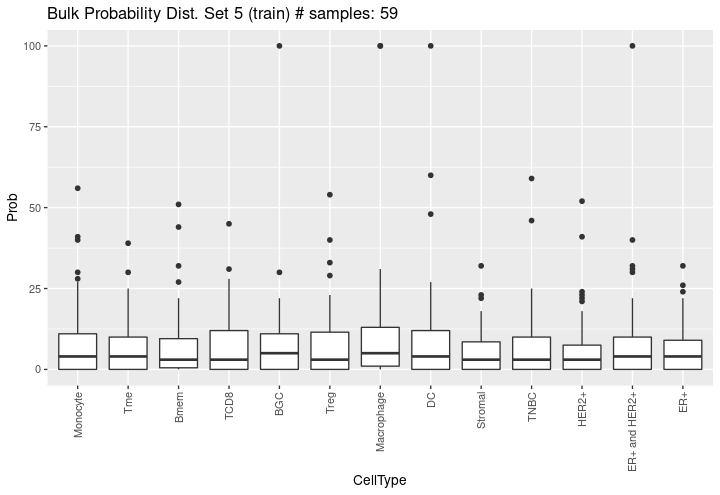 Bulk Probability Dist. Set 5 (train) # samples: 59
Prob
100
75
50
25
0
Monocyte
Tme
Bmem
TCD8
BGC
Treg
Macrophage
DC
Stromal
TNBC
HER2+
ER+ and HER2+
ER+
CellType